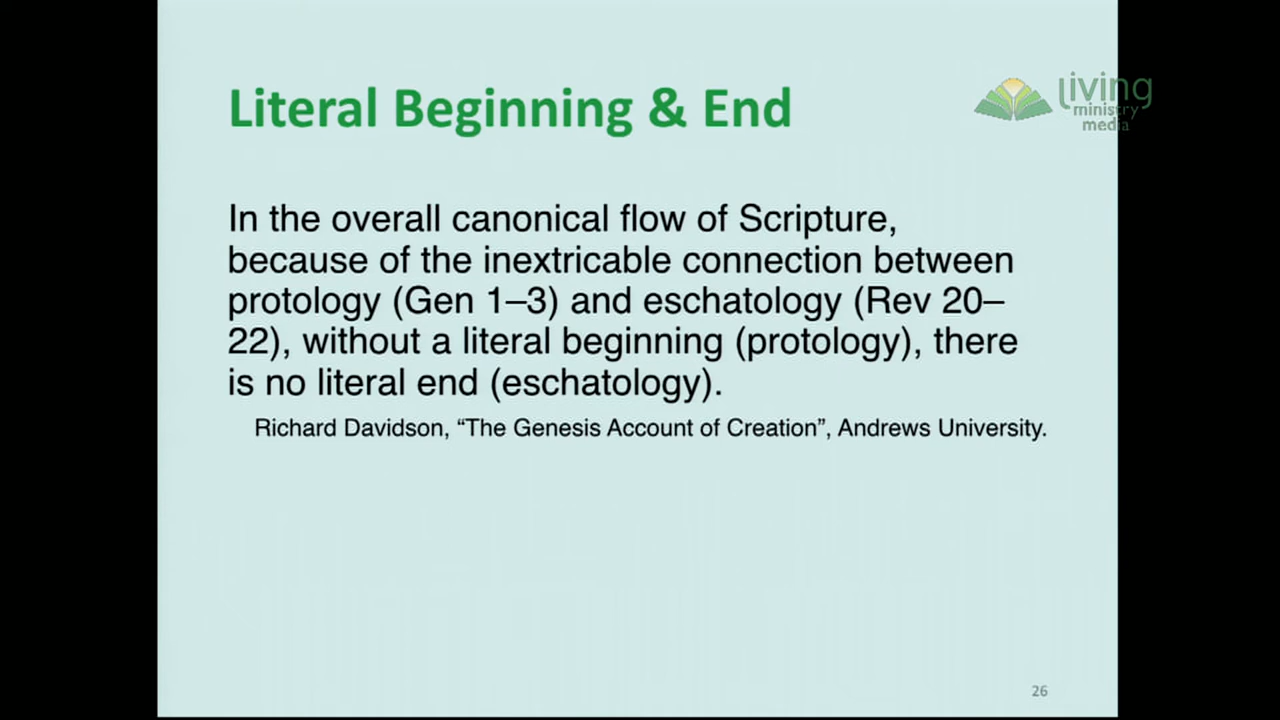 Literal Beginning & End
living
ministry
media
In the overall canonical flow of Scripture,
because of the inextricable connection between
protology (Gen 1–3) and eschatology (Rev 20–
22), without a literal beginning (protology), there
is no literal end (eschatology).
Richard Davidson, “The Genesis Account of Creation”, Andrews University.
26